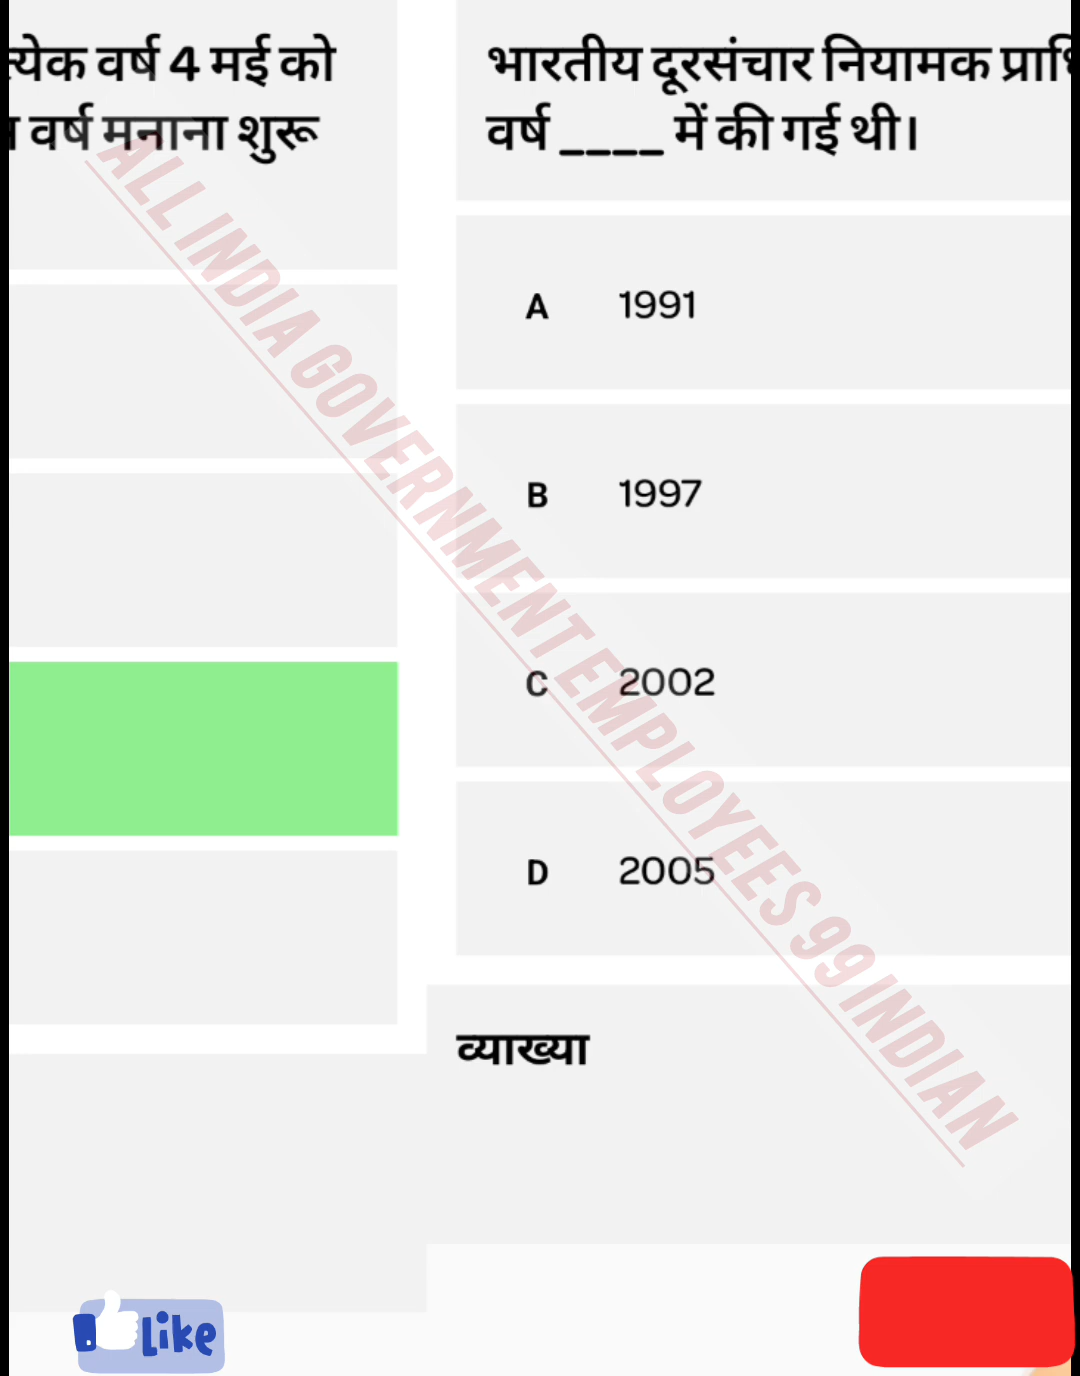 वर्ष 4 मई को
वर्ष मनाना शुरू
भारतीय दूरसंचार नियामक
वर्ष ____ में की गई थी।
A 1991
B 1997
C 2002
D 2005
व्याख्या
ALL INDIA GOVERNMENT EMPLOYEES 99 INDIAN
Like